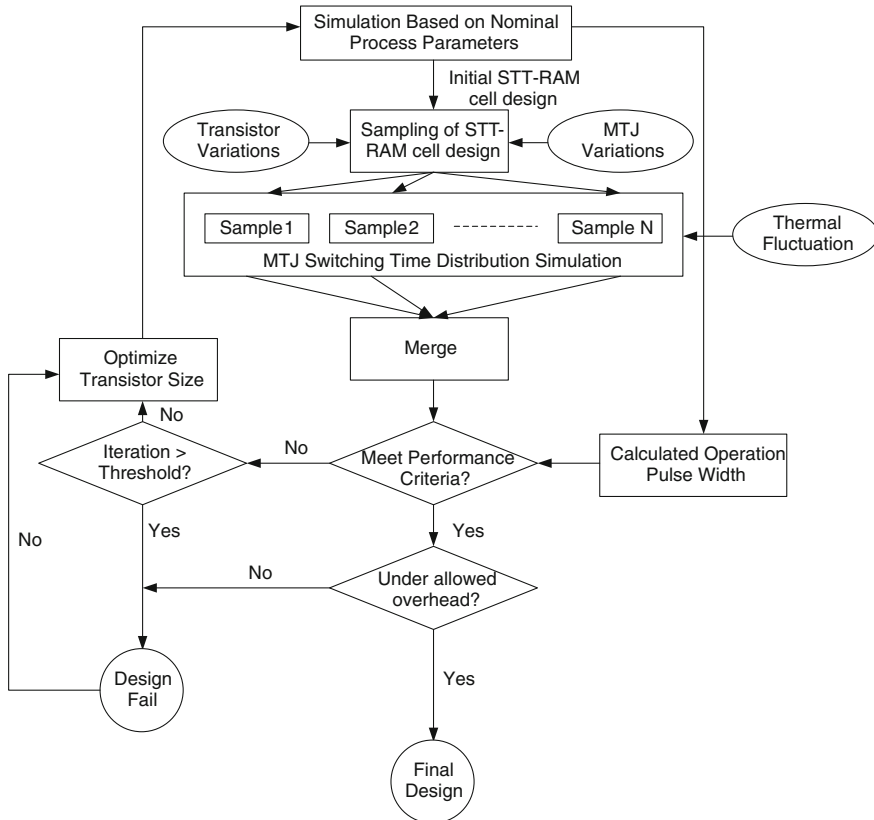 Simulation Based on Nominal
Process Parameters
Initial STT-RAM
cell design
Transistor
Variations
Sampling of STT-
RAM cell design
MTJ
Variations
Sample1
Sample2
Sample N
MTJ Switching Time Distribution Simulation
Thermal
Fluctuation
Merge
Optimize
Transistor Size
No
Iteration >
Threshold?
No
Meet Performance
Criteria?
Calculated Operation
Pulse Width
No
Yes
Yes
No
Under allowed
overhead?
Design
Fail
Yes
Final
Design